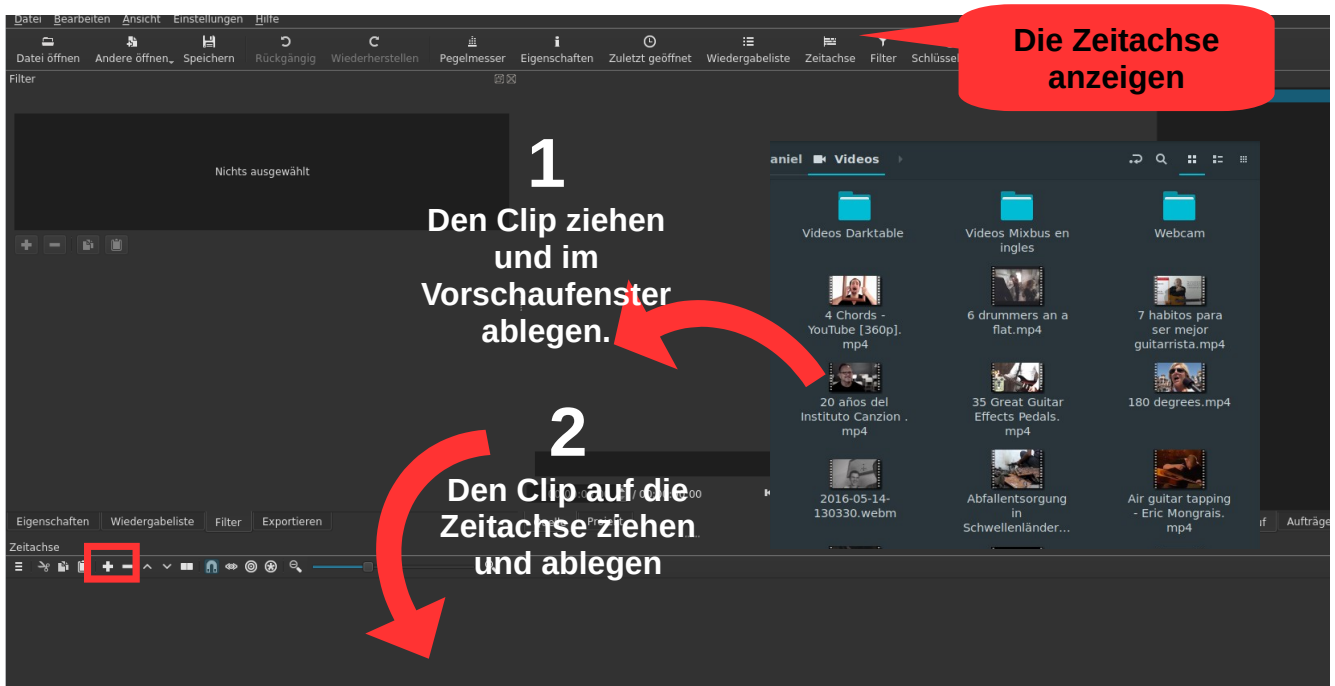 Datei Bearbeiten Ansicht Einstellungen Hilfe
Datei öffnen Andere öffnen Speichern Rückgängig Wiederherstellen Pegelmesser Eigenschaften Zuletzt geöffnet Wiedergabeliste Zeitachse Filter Schlüssel
Die Zeitachse
anzeigen
Filter
Nichts ausgewählt
1
Den Clip ziehen
und im
Vorschaufenster
ablegen.
aniel Videos
Videos Darktable
Videos Mixbus en
ingles
Webcam
4 Chords -
YouTube [360p].
mp4
6 drummers an a
flat.mp4
7 habitos para
ser mejor
guitarrista.mp4
20 años del
Instituto Canzion .
mp4
35 Great Guitar
Effects Pedals.
mp4
180 degrees.mp4
2016-05-14-
130330.webm
Abfallentsorgung
in
Schwellenländer...
Air guitar tapping
- Eric Mongrais.
mp4
2
Den Clip auf die
Zeitachse ziehen
und ablegen
Eigenschaften Wiedergabeliste Filter Exportieren
Aufträge
Zeitachse